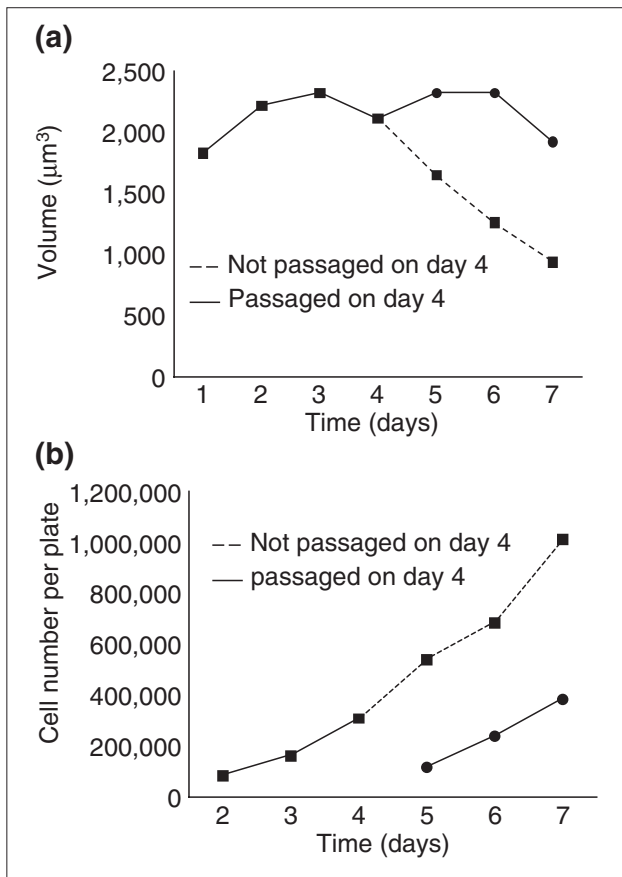 (a)
2,500
2,000
1,500
1,000
500
0
Volume (μm³)
Not passaged on day 4
Passaged on day 4
1 2 3 4 5 6 7
Time (days)
(b)
1,200,000
1,000,000
800,000
600,000
400,000
200,000
0
Cell number per plate
Not passaged on day 4
passaged on day 4
2 3 4 5 6 7
Time (days)